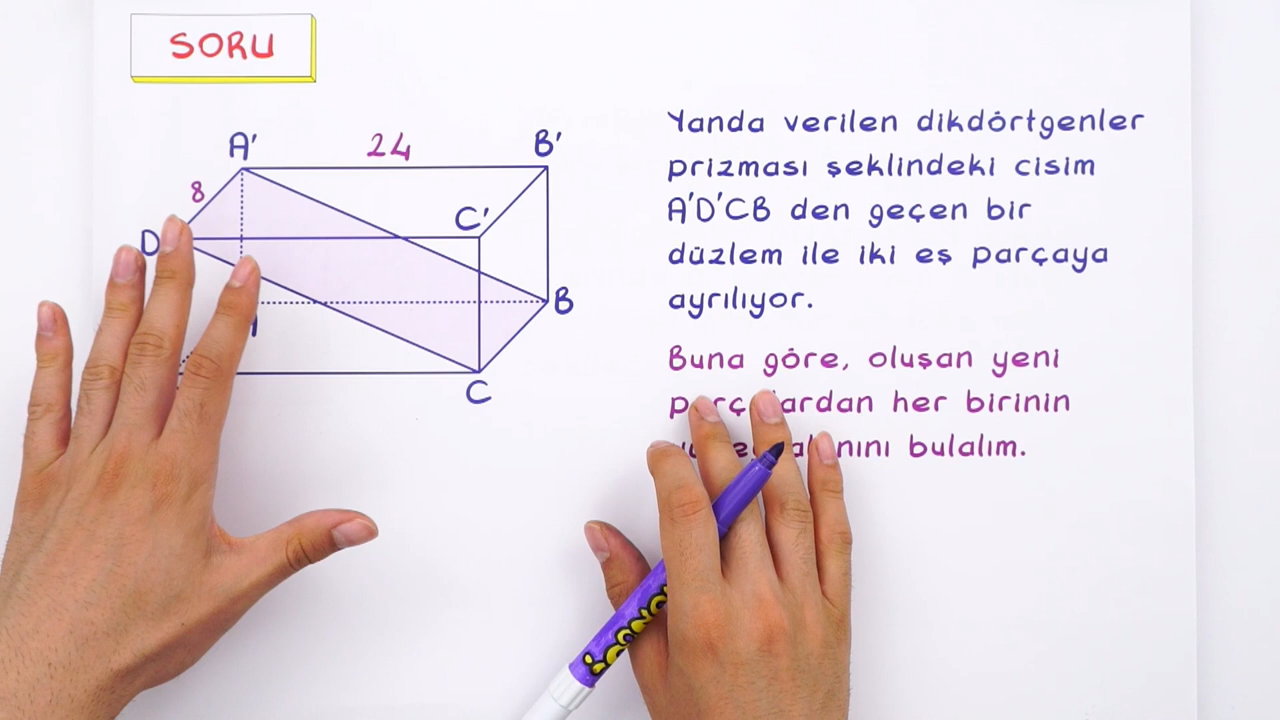 SORU
A' 24 B'
8
C'
D
B
C
Yanda verilen dikdörtgenler
prizması şeklindeki cisim
A'D'CB den geçen bir
düzlem ile iki eş parçaya
ayrılıyor.
Buna göre, oluşan yeni
her birinin
bulalım.